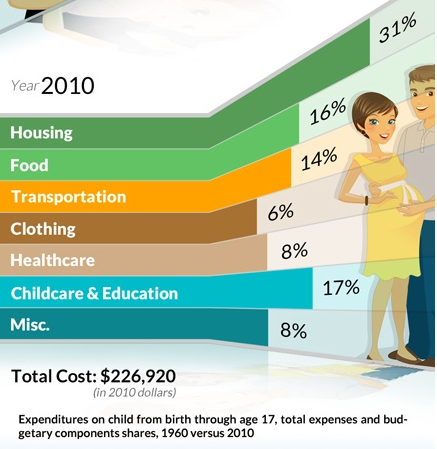 31%
Year 2010
16%
Housing
14%
Food
Transportation
6%
Clothing
8%
Healthcare
17%
Childcare & Education
8%
Misc.
Total Cost: $226,920
(in 2010 dollars)
Expenditures on child from birth through age 17, total expenses and bud-
getary components shares, 1960 versus 2010